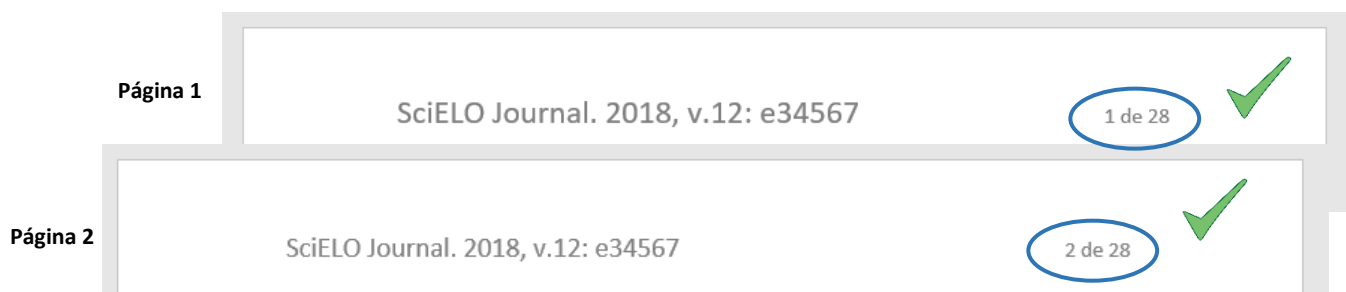 Página 1
SciELO Journal. 2018, v.12: e34567 1 de 28
Página 2
SciELO Journal. 2018, v.12: e34567 2 de 28